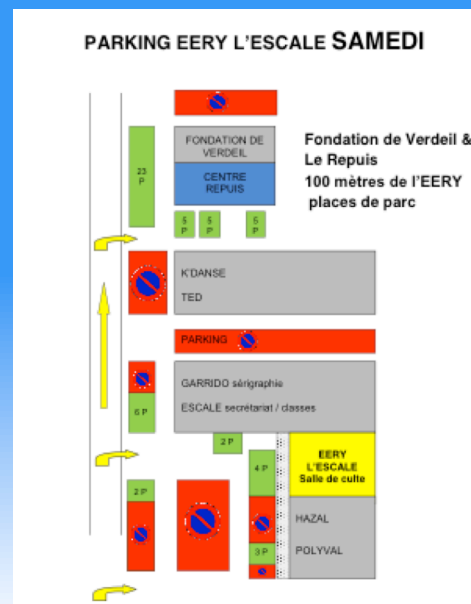 PARKING EERY L'ESCALE SAMEDI
FONDATION DE
VERDEIL
CENTRE
REPUIS
Fondation de Verdeil &
Le Repuis
100 mètres de l'EERY
places de parc
23
P
5
P
5
P
5
P
K'DANSE
TED
PARKING
GARRIDO sérigraphie
ESCALE secrétariat / classes
6 P
2 P
4 P
EERY
L'ESCALE
Salle de culte
2 P
HAZAL
POLYVAL
3 P